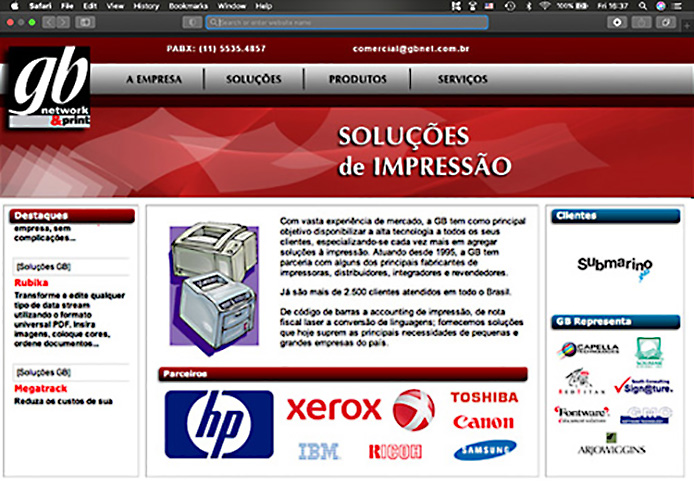 Safari File Edit View History Bookmarks Window Help
100% Fri 16:37
Search or enter website name
PABX: (11) 5535.4857
comercial@gbnet.com.br
gb
network
&print
A EMPRESA
SOLUÇÕES
PRODUTOS
SERVIÇOS
SOLUÇÕES
de IMPRESSÃO
Destaques
empresa, sem
complicações...
[Soluções GB]
Rubika
Transforme e edite qualquer
tipo de data stream
utilizando o formato
universal PDF. Insira
imagens, coloque cores,
ordene documentos...
[Soluções GB]
Megatrack
Reduza os custos de sua
Com vasta experiência de mercado, a GB tem como principal
objetivo disponibilizar a alta tecnologia a todos os seus
clientes, especializando-se cada vez mais em agregar
soluções à impressão. Atuando desde 1995, a GB tem
parceria com alguns dos principais fabricantes de
impressoras, distribuidores, integradores e revendedores.
Já são mais de 2.500 clientes atendidos em todo o Brasil.
De código de barras a accounting de impressão, de nota
fiscal laser a conversão de linguagens; fornecemos soluções
que hoje suprem as principais necessidades de pequenas e
grandes empresas do país.
Parceiros
hp
xerox
TOSHIBA
Canon
IBM
RICOH
SAMSUNG
Clientes
Submarino
GB Representa
CAPELLA
TECHNOLOGIES
RedTitan
South Consulting
Sign@ture.
Fontware
ARJOWIGGINS